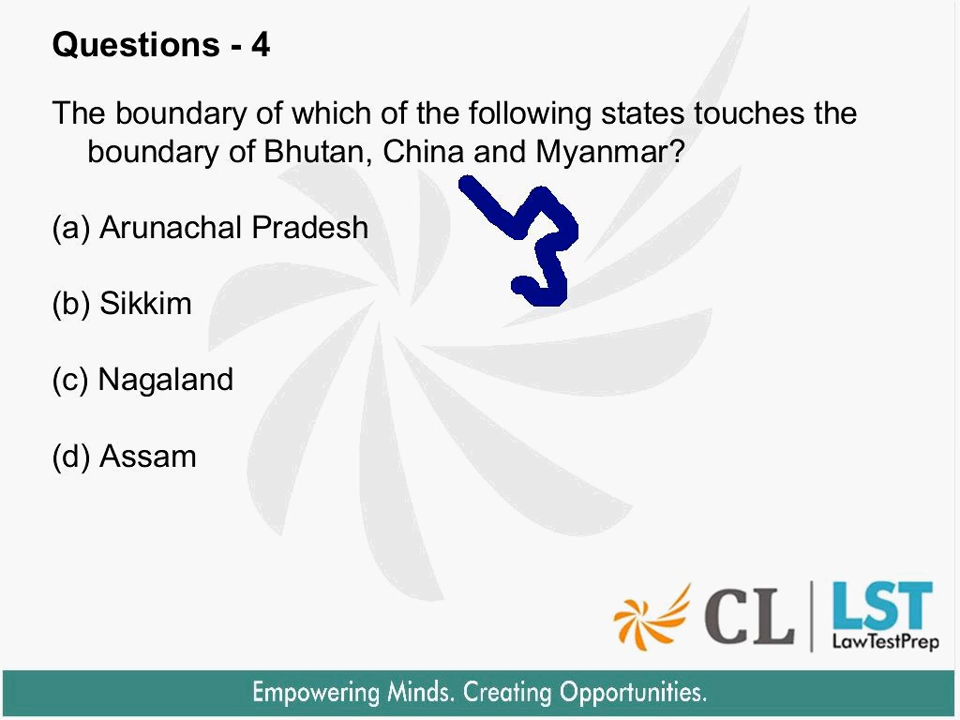 Questions - 4
The boundary of which of the following states touches the
boundary of Bhutan, China and Myanmar?
(a) Arunachal Pradesh
(b) Sikkim
(c) Nagaland
(d) Assam
CL | LST
LawTestPrep
Empowering Minds. Creating Opportunities.